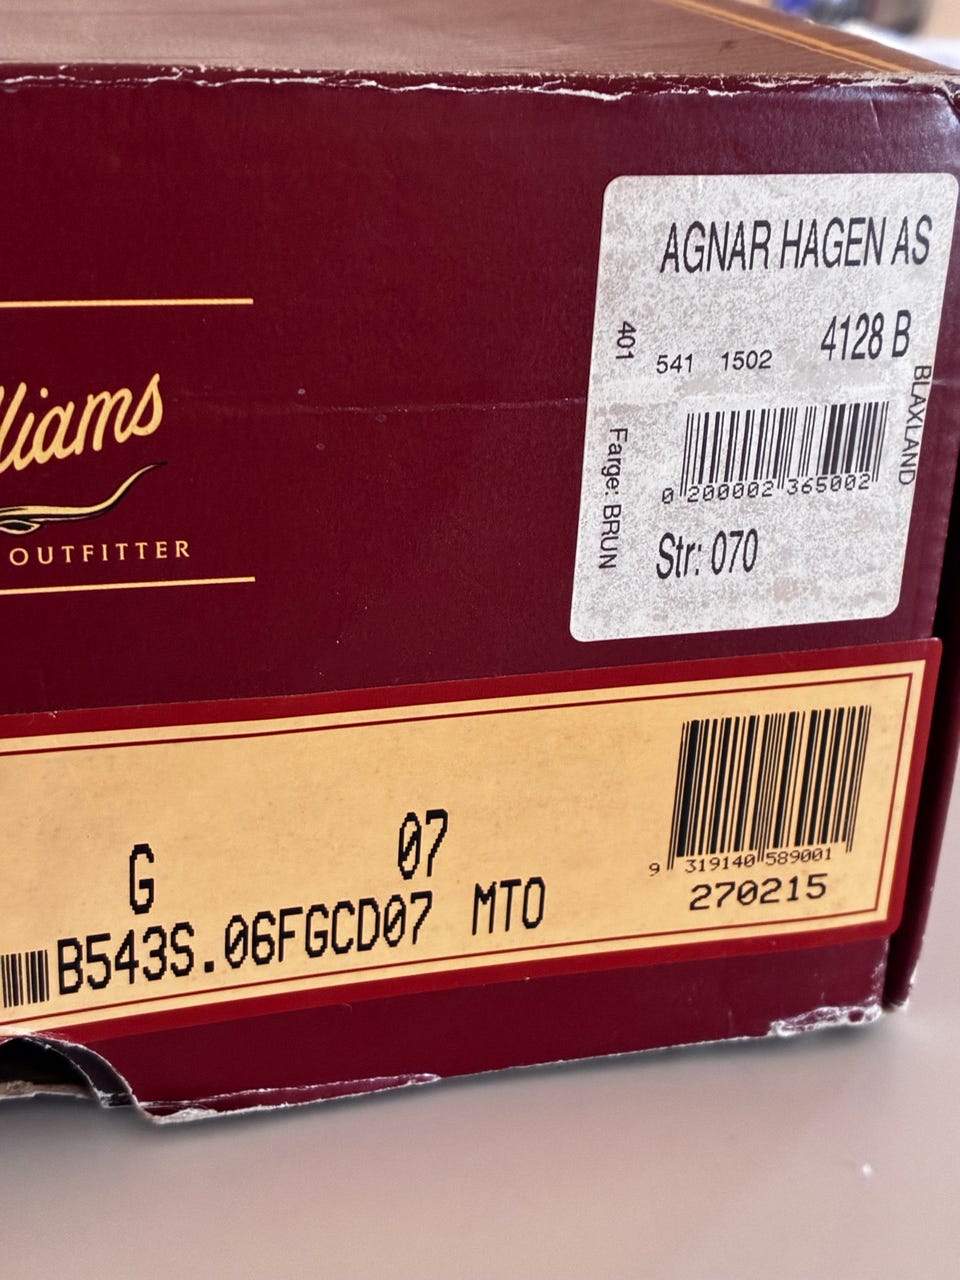 lliams
OUTFITTER
AGNAR HAGEN AS
4128 B
401
541 1502
BLAXLAND
0 200002 365002
Farge: BRUN
Str: 070
G 07
B543S.06FGCD07 MTO
9 319140 589001
270215